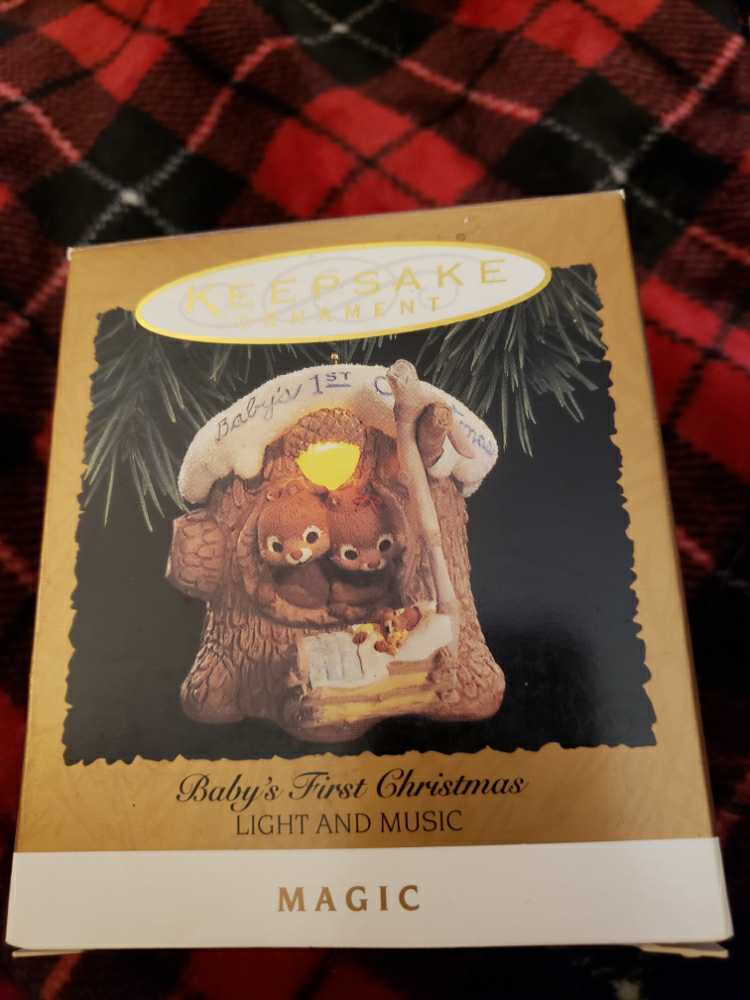 KEEPSAKE
ORNAMENT
Baby's 1ST
Baby's First Christmas
LIGHT AND MUSIC
MAGIC